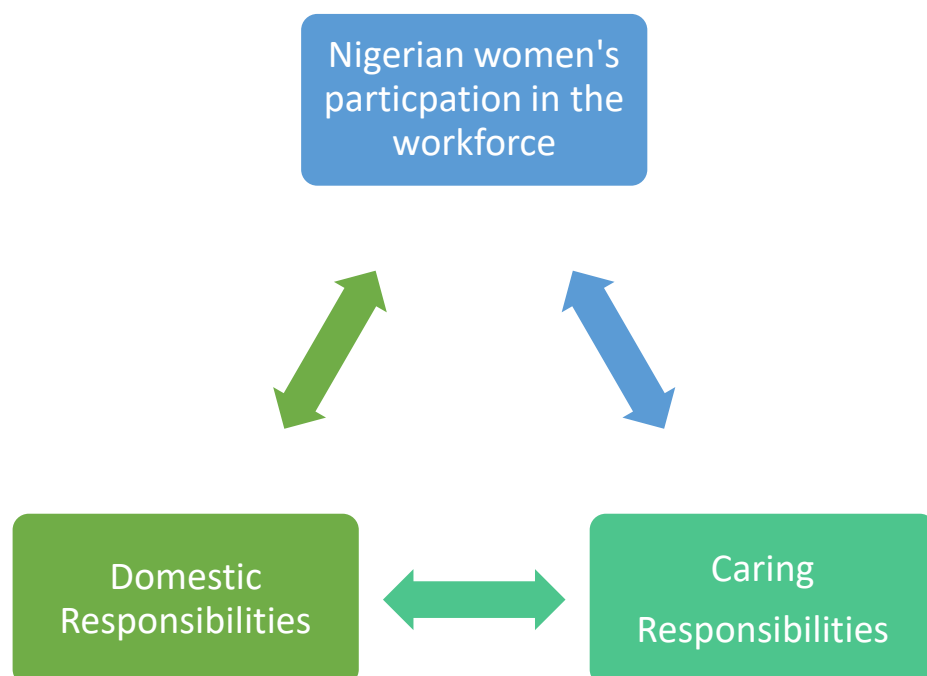 Nigerian women's
particpation in the
workforce
Domestic
Responsibilities
Caring
Responsibilities